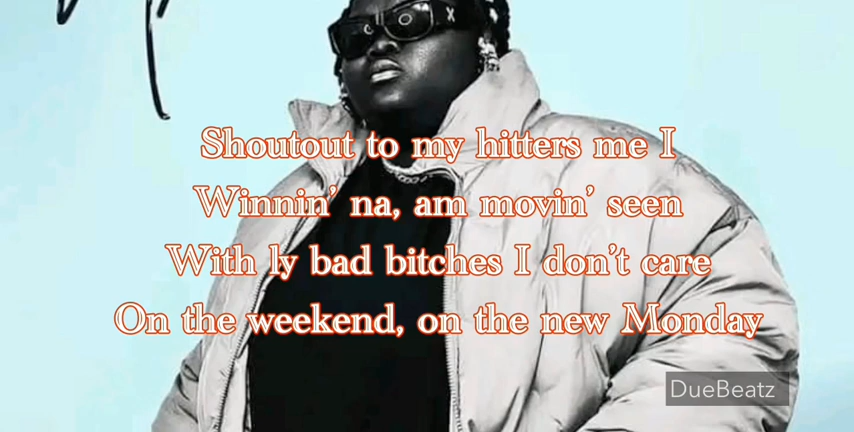 Shoutout to my hitters me I
Winnin' na, am movin' seen
With ly bad bitches I don't care
On the weekend, on the new Monday
DueBeatz